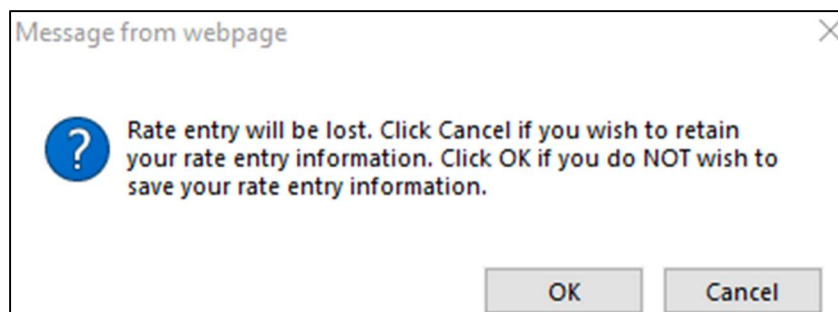 Message from webpage
Rate entry will be lost. Click Cancel if you wish to retain
your rate entry information. Click OK if you do NOT wish to
save your rate entry information.
OK Cancel